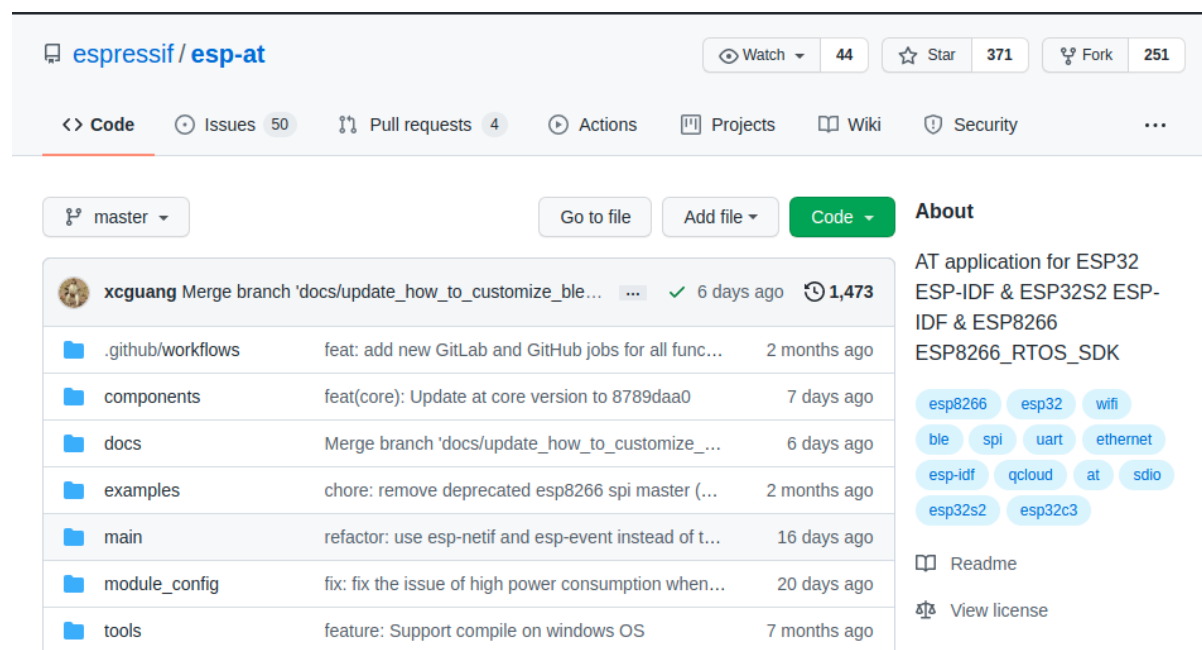 espressif / esp-at
Watch 44 Star 371 Fork 251
Code Issues 50 Pull requests 4 Actions Projects Wiki Security ...
master Go to file Add file Code
xcguang Merge branch 'docs/update_how_to_customize_ble... ... 6 days ago 1,473
.github/workflows feat: add new GitLab and GitHub jobs for all func... 2 months ago
components feat(core): Update at core version to 8789daa0 7 days ago
docs Merge branch 'docs/update_how_to_customize_... 6 days ago
examples chore: remove deprecated esp8266 spi master (... 2 months ago
main refactor: use esp-netif and esp-event instead of t... 16 days ago
module_config fix: fix the issue of high power consumption when... 20 days ago
tools feature: Support compile on windows OS 7 months ago
About
AT application for ESP32
ESP-IDF & ESP32S2 ESP-
IDF & ESP8266
ESP8266_RTOS_SDK
esp8266 esp32 wifi
ble spi uart ethernet
esp-idf qcloud at sdio
esp32s2 esp32c3
Readme
View license